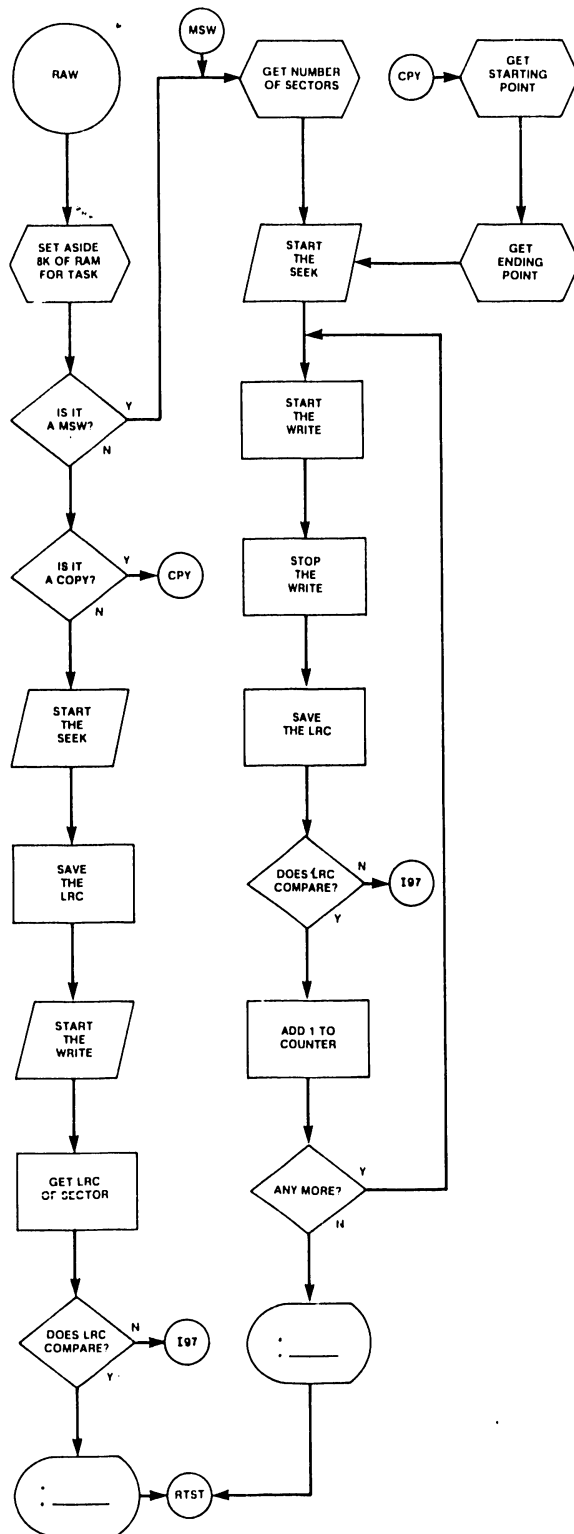 RAW
SET ASIDE
8K OF RAM
FOR TASK
IS IT
A MSW?
Y
N
IS IT
A COPY?
Y
N
CPY
START
THE
SEEK
SAVE
THE
LRC
START
THE
WRITE
GET LRC
OF SECTOR
DOES LRC
COMPARE?
N
Y
I97
:
RTST
MSW
GET NUMBER
OF SECTORS
START
THE
SEEK
START
THE
WRITE
STOP
THE
WRITE
SAVE
THE LRC
DOES LRC
COMPARE?
N
Y
I97
ADD 1 TO
COUNTER
ANY MORE?
Y
N
:
CPY
GET
STARTING
POINT
GET
ENDING
POINT